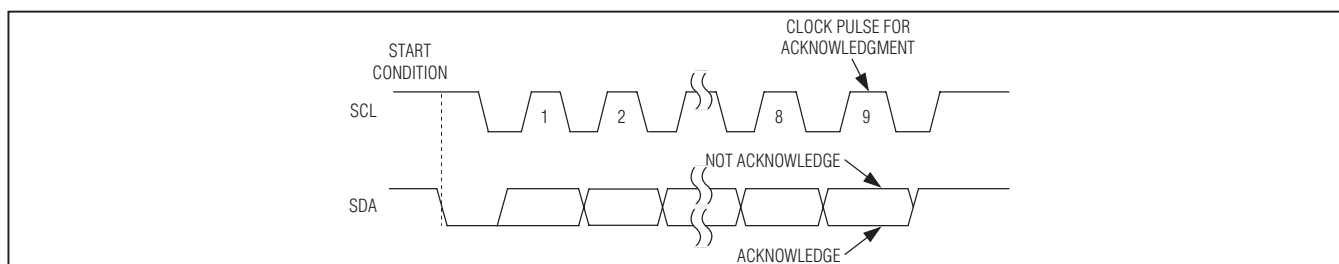 CLOCK PULSE FOR
ACKNOWLEDGMENT
START
CONDITION
SCL
1
2
8
9
NOT ACKNOWLEDGE
SDA
ACKNOWLEDGE